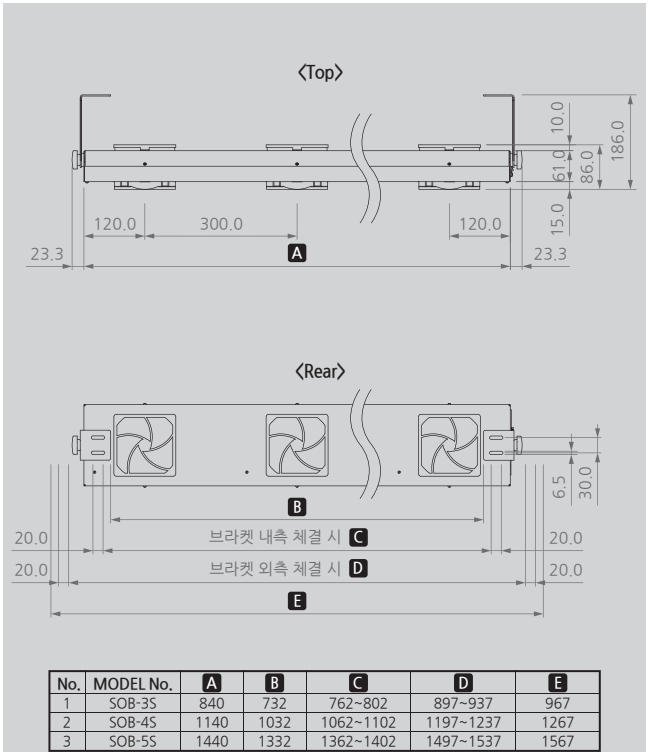 〈Top〉
10.0
61.0
86.0
186.0
15.0
120.0 300.0 120.0
23.3 A 23.3
〈Rear〉
6.5
30.0
B
20.0 브라켓 내측 체결 시 C 20.0
20.0 브라켓 외측 체결 시 D 20.0
E
No. MODEL No. A B C D E
1 SOB-3S 840 732 762~802 897~937 967
2 SOB-4S 1140 1032 1062~1102 1197~1237 1267
3 SOB-5S 1440 1332 1362~1402 1497~1537 1567